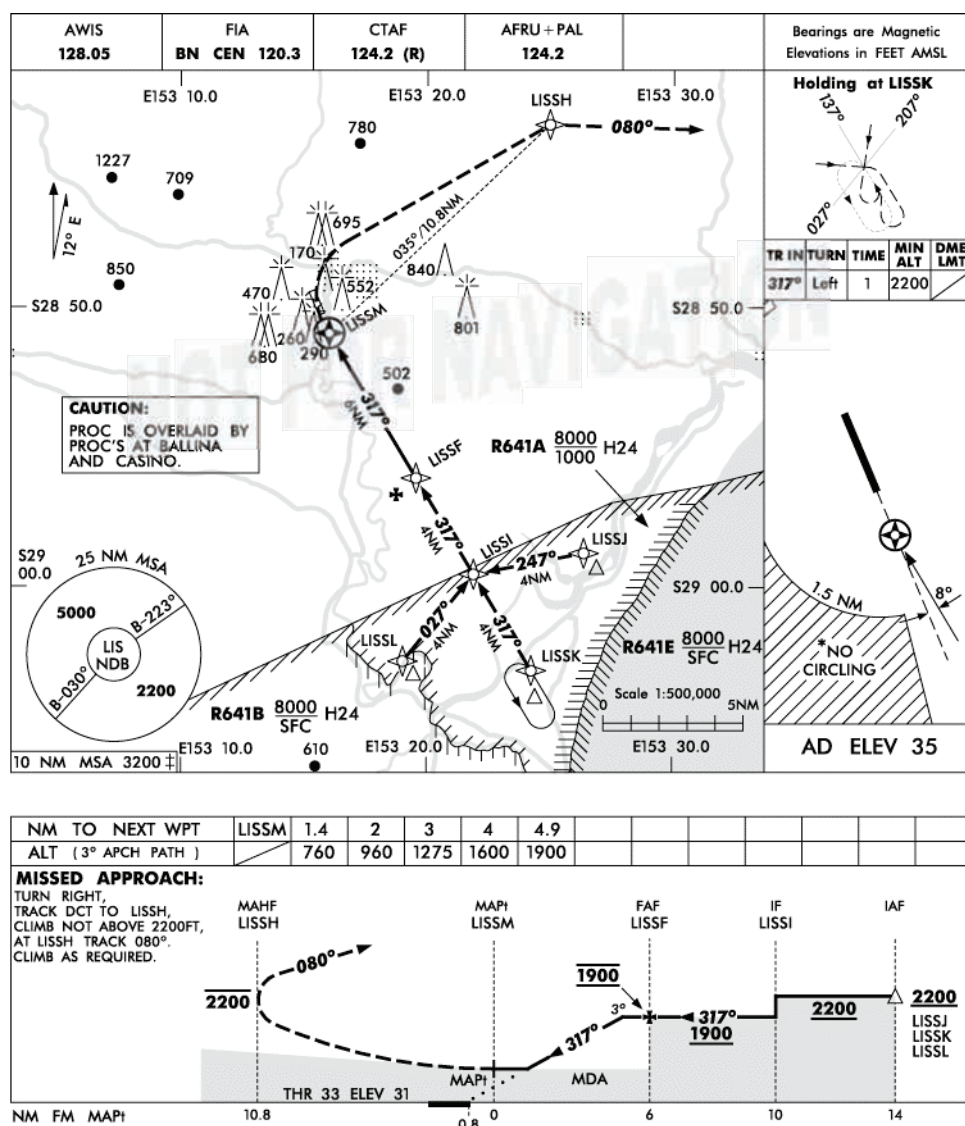 AWIS
128.05
FIA
BN CEN 120.3
CTAF
124.2 (R)
AFRU + PAL
124.2
Bearings are Magnetic
Elevations in FEET AMSL
E153 10.0
E153 20.0
E153 30.0
LISSH
080°
780
1227
709
12° E
695
170
035°/10.8NM
840
850
552
470
S28 50.0
S28 50.0
LISSM
801
260
680
290
502
317°
6NM
NOT FOR NAVIGATION
CAUTION:
PROC IS OVERLAID BY
PROC'S AT BALLINA
AND CASINO.
R641A 8000
1000 H24
LISSF
317°
4NM
LISSI
LISSJ
247°
4NM
S29
00.0
S29 00.0
25 NM MSA
5000
B-223°
LIS
NDB
B-030°
2200
LISSL
027°
4NM
317°
4NM
LISSK
R641E 8000
SFC H24
Scale 1:500,000
0 5NM
R641B 8000
SFC H24
E153 10.0
610
E153 20.0
E153 30.0
10 NM MSA 3200 ‡
Holding at LISSK
137°
207°
027°
TR IN TURN TIME MIN ALT DME LMT
317° Left 1 2200
1.5 NM
8°
*NO
CIRCLING
AD ELEV 35
NM TO NEXT WPT LISSM 1.4 2 3 4 4.9
ALT (3° APCH PATH) 760 960 1275 1600 1900
MISSED APPROACH:
TURN RIGHT,
TRACK DCT TO LISSH,
CLIMB NOT ABOVE 2200FT,
AT LISSH TRACK 080°.
CLIMB AS REQUIRED.
MAHF
LISSH
MAPt
LISSM
FAF
LISSF
IF
LISSI
IAF
080°
2200
1900
3°
317°
317°
1900
2200
2200
LISSJ
LISSK
LISSL
MAPt
MDA
THR 33 ELEV 31
NM FM MAPt 10.8 0.8 0 6 10 14